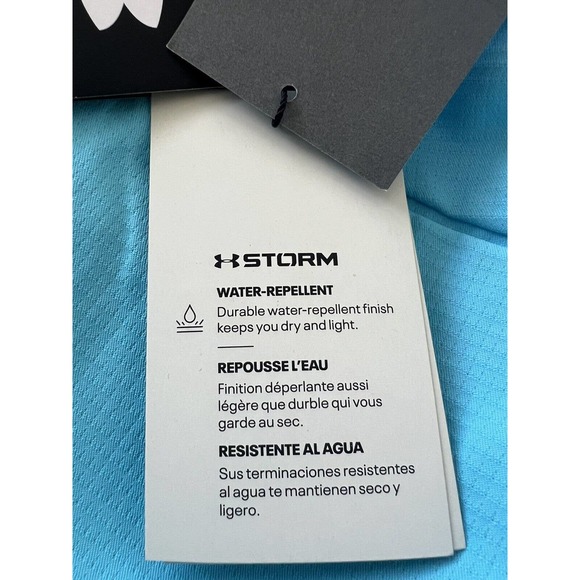 STORM
WATER-REPELLENT
Durable water-repellent finish
keeps you dry and light.
REPOUSSE L'EAU
Finition déperlante aussi
légère que durble qui vous
garde au sec.
RESISTENTE AL AGUA
Sus terminaciones resistentes
al agua te mantienen seco y
ligero.